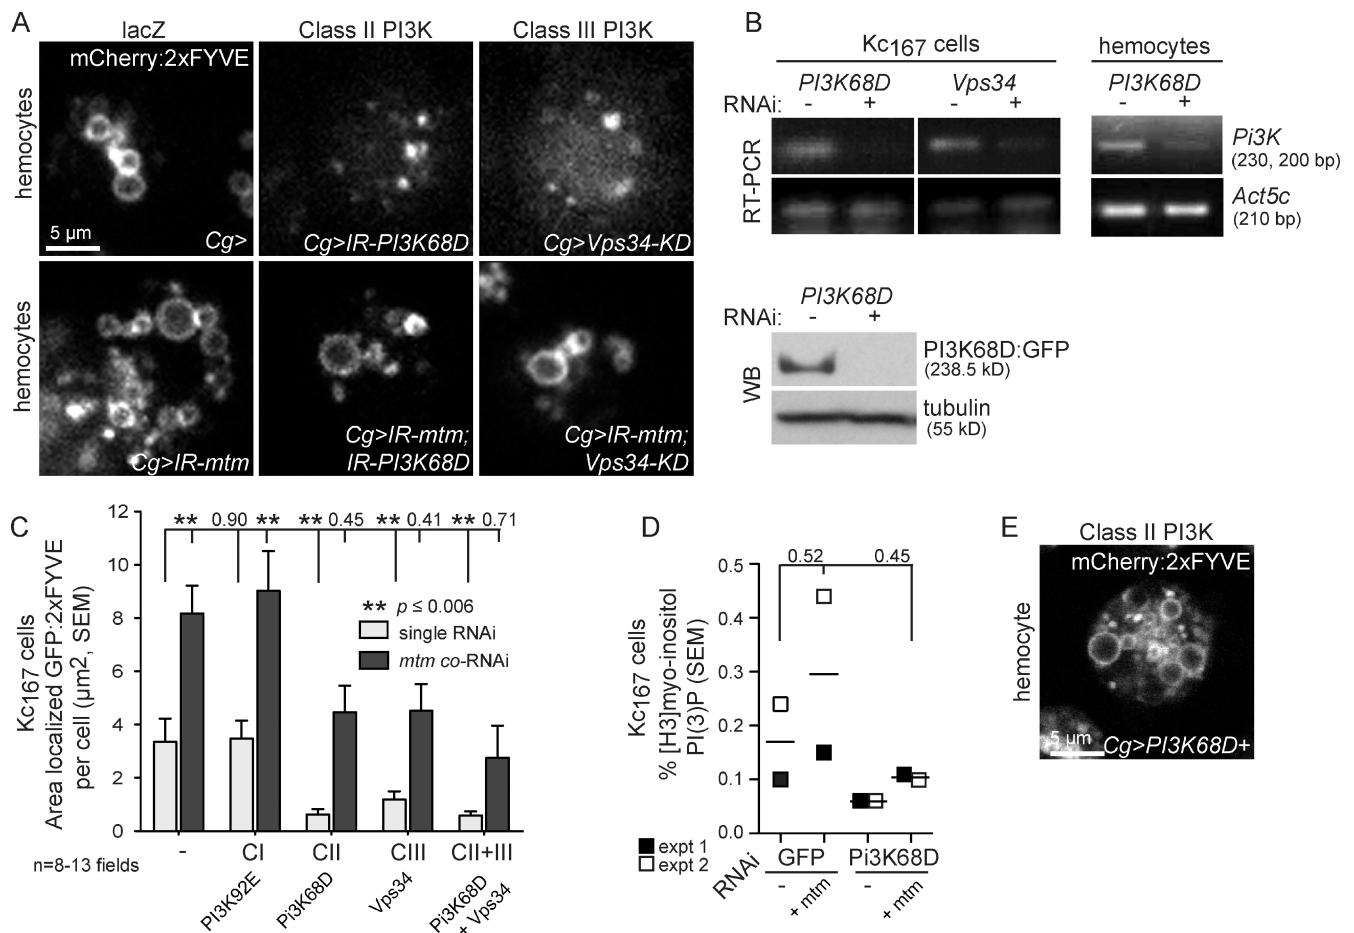 A
lacZ
Class II PI3K
Class III PI3K
mCherry:2xFYVE
hemocytes
5 µm
Cg>
Cg>IR-PI3K68D
Cg>Vps34-KD
hemocytes
Cg>IR-mtm
Cg>IR-mtm;
IR-PI3K68D
Cg>IR-mtm;
Vps34-KD
B
Kc167 cells
hemocytes
PI3K68D
Vps34
PI3K68D
RNAi:
- + - + - +
RT-PCR
Pi3K
(230, 200 bp)
Act5c
(210 bp)
PI3K68D
RNAi: - +
WB
PI3K68D:GFP
(238.5 kD)
tubulin
(55 kD)
C
Kc167 cells
Area localized GFP:2xFYVE
per cell (µm2, SEM)
12
10
8
6
4
2
0
** 0.90 ** ** 0.45 ** 0.41 ** 0.71
** p ≤ 0.006
single RNAi
mtm co-RNAi
- CI CII CIII CII+III
n=8-13 fields
PI3K92E
Pi3K68D
Vps34
Pi3K68D
+ Vps34
D
Kc167 cells
% [H3]myo-inositol
PI(3)P (SEM)
0.5
0.4
0.3
0.2
0.1
0.0
0.52
0.45
expt 1
expt 2
RNAi
GFP
Pi3K68D
- + mtm - + mtm
E
Class II PI3K
mCherry:2xFYVE
hemocyte
5 µm
Cg>PI3K68D+